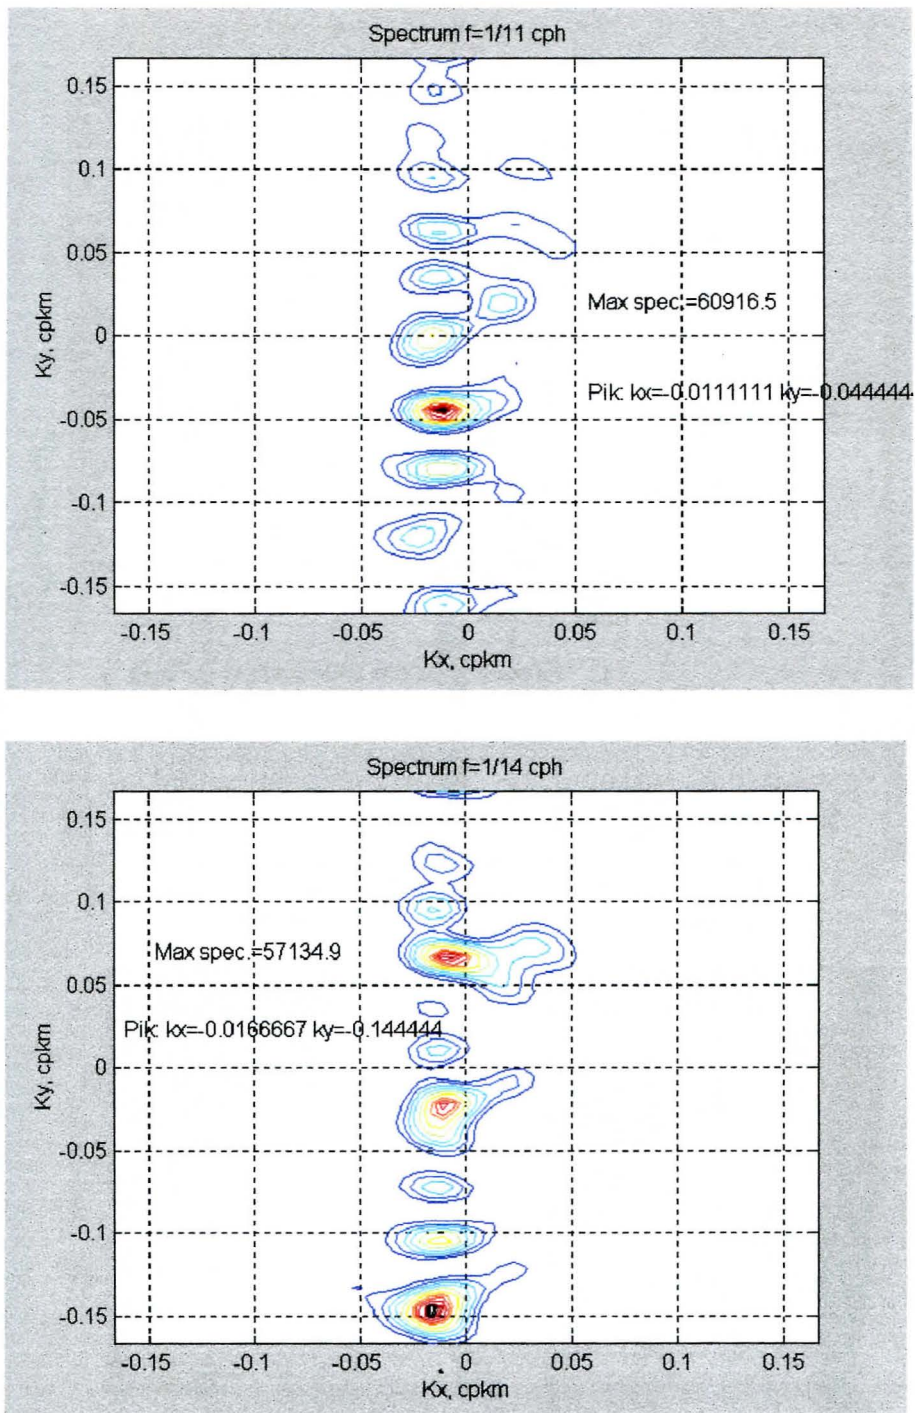 Spectrum f=1/11 cph
0.15
0.1
0.05
0
-0.05
-0.1
-0.15
Ky, cpkm
Max spec.=60916.5
Pik: kx=-0.0111111 ky=-0.044444
-0.15 -0.1 -0.05 0 0.05 0.1 0.15
Kx, cpkm
Spectrum f=1/14 cph
0.15
0.1
0.05
0
-0.05
-0.1
-0.15
Ky, cpkm
Max spec.=57134.9
Pik: kx=-0.0166667 ky=-0.144444
-0.15 -0.1 -0.05 0 0.05 0.1 0.15
Kx, cpkm